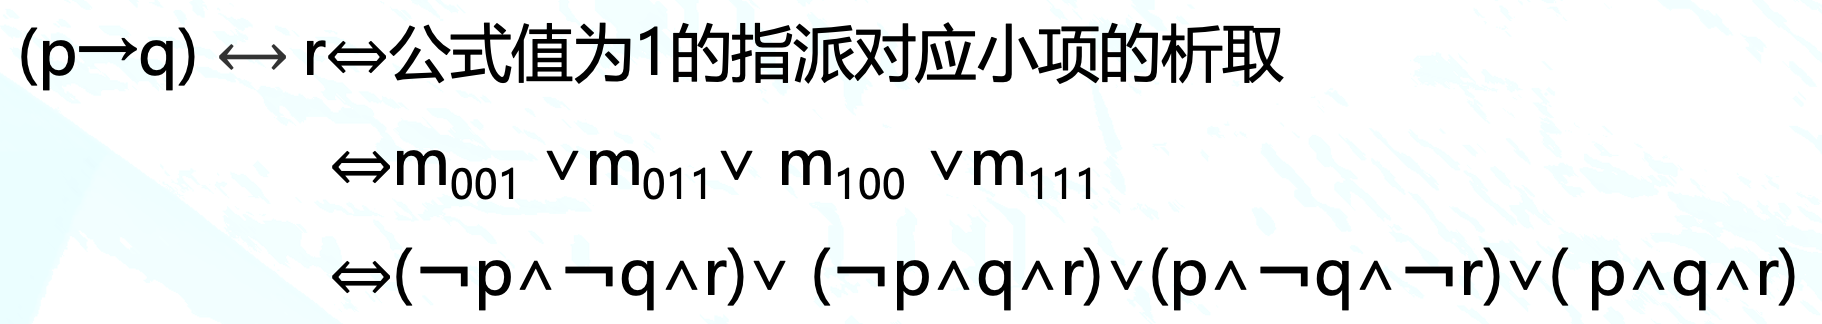 (p→q) ↔ r⇔公式值为1的指派对应小项的析取
⇔m₀₀₁ ∨m₀₁₁∨ m₁₀₀ ∨m₁₁₁
⇔(¬p∧¬q∧r)∨ (¬p∧q∧r)∨(p∧¬q∧¬r)∨( p∧q∧r)